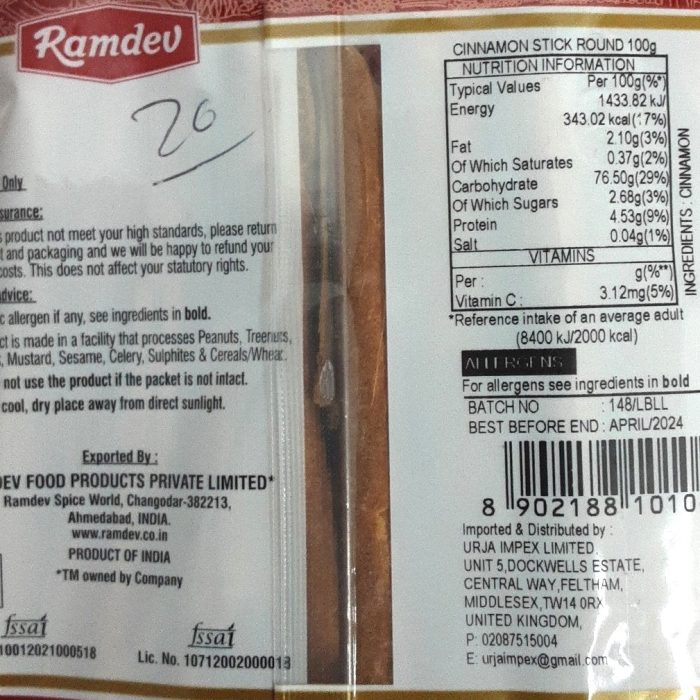 Ramdev
20
Only
surance:
product not meet your high standards, please return
t and packaging and we will be happy to refund your
costs. This does not affect your statutory rights.
dvice:
c allergen if any, see ingredients in bold.
ct is made in a facility that processes Peanuts, Treenuts,
, Mustard, Sesame, Celery, Sulphites & Cereals/Wheat.
not use the product if the packet is not intact.
cool, dry place away from direct sunlight.
Exported By :
DEV FOOD PRODUCTS PRIVATE LIMITED*
Ramdev Spice World, Changodar-382213,
Ahmedabad, INDIA.
www.ramdev.co.in
PRODUCT OF INDIA
*TM owned by Company
fssai
10012021000518
fssai
Lic. No. 10712002000013
CINNAMON STICK ROUND 100g
NUTRITION INFORMATION
Typical Values Per 100g(%*)
Energy 1433.82 kJ/
343.02 kcal(17%)
Fat 2.10g(3%)
Of Which Saturates 0.37g(2%)
Carbohydrate 76.50g(29%)
Of Which Sugars 2.68g(3%)
Protein 4.53g(9%)
Salt 0.04g(1%)
VITAMINS
Per : g(%**)
Vitamin C : 3.12mg(5%)
INGREDIENTS : CINNAMON
*Reference intake of an average adult
(8400 kJ/2000 kcal)
ALLERGENS
For allergens see ingredients in bold
BATCH NO : 148/LBLL
BEST BEFORE END : APRIL/2024
8 902188 1010
Imported & Distributed by :
URJA IMPEX LIMITED
UNIT 5,DOCKWELLS ESTATE,
CENTRAL WAY,FELTHAM,
MIDDLESEX,TW14 0RX
UNITED KINGDOM,
P: 02087515004
E: urjaimpex@gmail.com